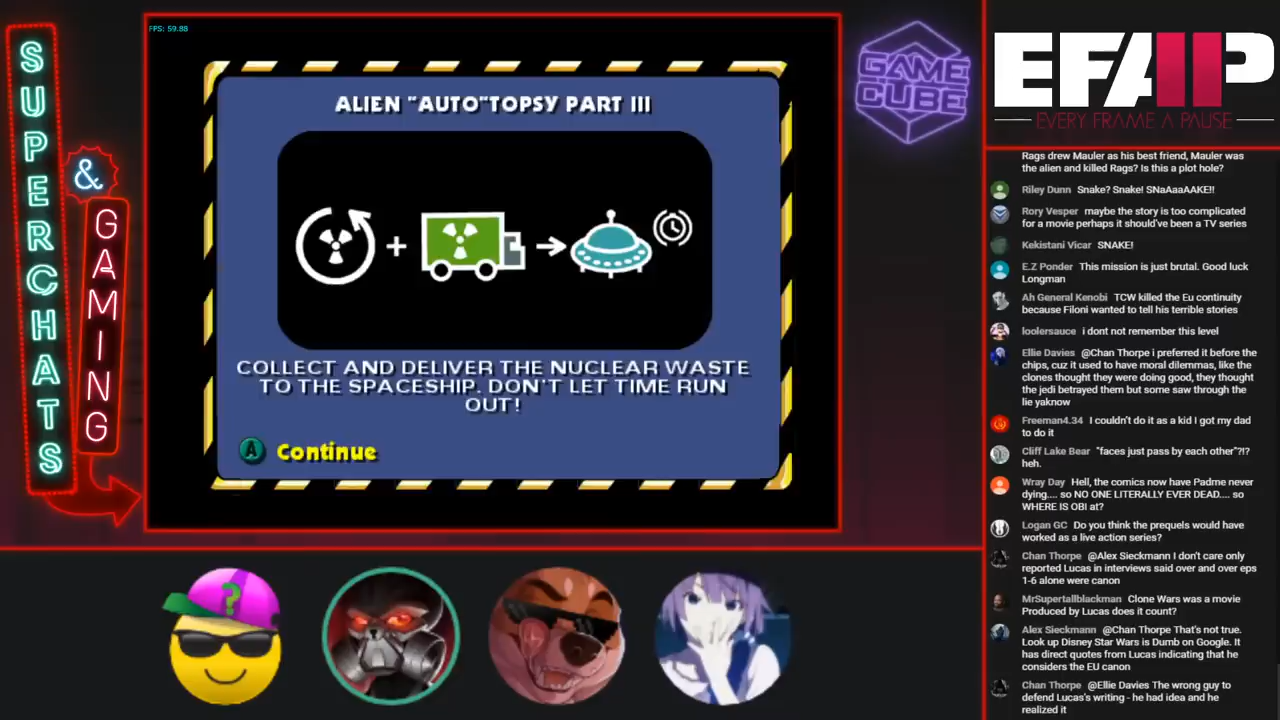 SUPERCHATS
&
GAMING
FPS: 59.88
ALIEN "AUTO"TOPSY PART III
COLLECT AND DELIVER THE NUCLEAR WASTE
TO THE SPACESHIP. DON'T LET TIME RUN
OUT!
A Continue
GAME
CUBE
EFAP
EVERY FRAME A PAUSE
Rags drew Mauler as his best friend, Mauler was
the alien and killed Rags? Is this a plot hole?
Riley Dunn Snake? Snake! SNaAaaAAKE!!
Rory Vesper maybe the story is too complicated
for a movie perhaps it should've been a TV series
Kekistani Vicar SNAKE!
E.Z Ponder This mission is just brutal. Good luck
Longman
Ah General Kenobi TCW killed the Eu continuity
because Filoni wanted to tell his terrible stories
loolersauce i dont not remember this level
Ellie Davies @Chan Thorpe i preferred it before the
chips, cuz it used to have moral dilemmas, like the
clones thought they were doing good, they thought
the jedi betrayed them but some saw through the
lie yaknow
Freeman4.34 I couldn't do it as a kid I got my dad
to do it
Cliff Lake Bear "faces just pass by each other"?!?
heh.
Wray Day Hell, the comics now have Padme never
dying.... so NO ONE LITERALLY EVER DEAD.... so
WHERE IS OBI at?
Logan GC Do you think the prequels would have
worked as a live action series?
Chan Thorpe @Alex Sieckmann I don't care only
reported Lucas in interviews said over and over eps
1-6 alone were canon
MrSupertallblackman Clone Wars was a movie
Produced by Lucas does it count?
Alex Sieckmann @Chan Thorpe That's not true.
Look up Disney Star Wars is Dumb on Google. It
has direct quotes from Lucas indicating that he
considers the EU canon
Chan Thorpe @Ellie Davies The wrong guy to
defend Lucas's writing - he had idea and he
realized it
?